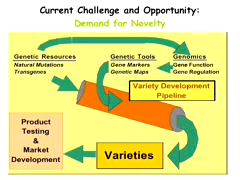 Current Challenge and Opportunity:
Demand for Novelty
Genetic Resources
Natural Mutations
Transgenes
Genetic Tools
Gene Markers
Genetic Maps
Genomics
Gene Function
Gene Regulation
Variety Development
Pipeline
Product
Testing
&
Market
Development
Varieties